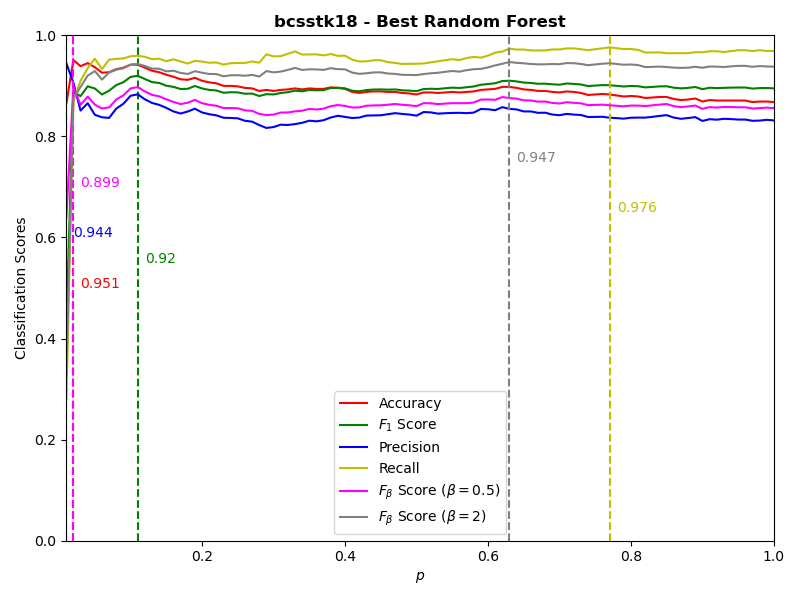 bcsstk18 - Best Random Forest
1.0
0.8
0.6
0.4
0.2
0.0
Classification Scores
0.947
0.899
0.976
0.944
0.92
0.951
Accuracy
F₁ Score
Precision
Recall
Fᵦ Score (β = 0.5)
Fᵦ Score (β = 2)
0.2 0.4 0.6 0.8 1.0
p